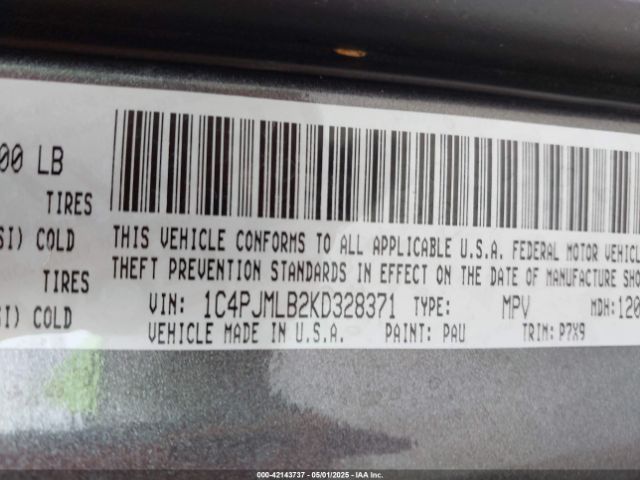 00 LB
TIRES
SI) COLD
TIRES
SI) COLD
THIS VEHICLE CONFORMS TO ALL APPLICABLE U.S.A. FEDERAL MOTOR VEHICL
THEFT PREVENTION STANDARDS IN EFFECT ON THE DATE OF MANUFACTURE SHO
VIN: 1C4PJMLB2KD328371 TYPE: MPV MDH:120
VEHICLE MADE IN U.S.A. PAINT: PAU TRIM: P7X9
000-42143737 - 05/01/2025 - IAA Inc.